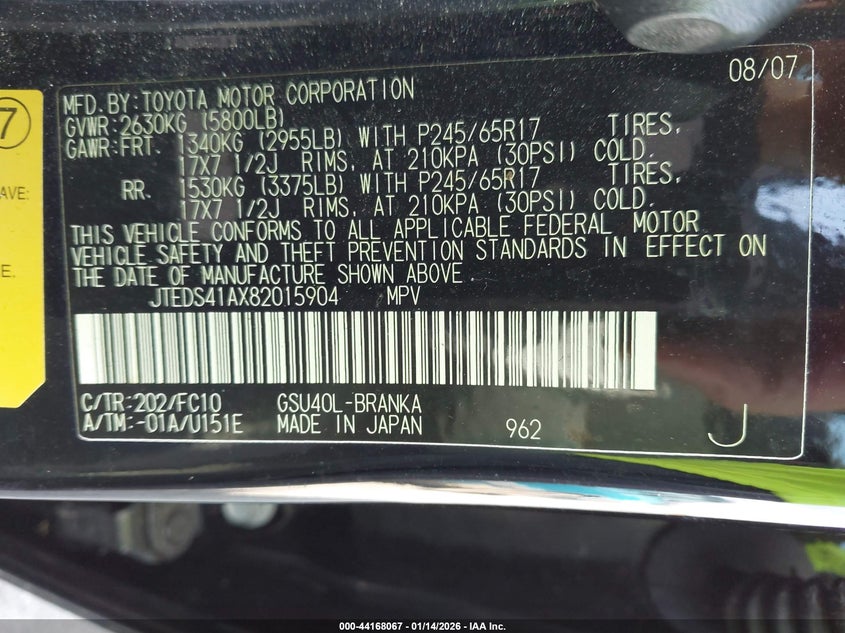 08/07
MFD. BY: TOYOTA MOTOR CORPORATION
GVWR: 2630KG (5800LB)
GAWR: FRT. 1340KG (2955LB) WITH P245/65R17 TIRES,
17X7 1/2J RIMS, AT 210KPA (30PSI) COLD.
RR. 1530KG (3375LB) WITH P245/65R17 TIRES,
17X7 1/2J RIMS, AT 210KPA (30PSI) COLD.
THIS VEHICLE CONFORMS TO ALL APPLICABLE FEDERAL MOTOR
VEHICLE SAFETY AND THEFT PREVENTION STANDARDS IN EFFECT ON
THE DATE OF MANUFACTURE SHOWN ABOVE.
JTEDS41AX82015904 MPV
C/TR: 202/FC10 GSU40L-BRANKA
A/TM: -01A/U151E MADE IN JAPAN 962 J
7
AVE:
E.
000-44168067 - 01/14/2026 - IAA Inc.